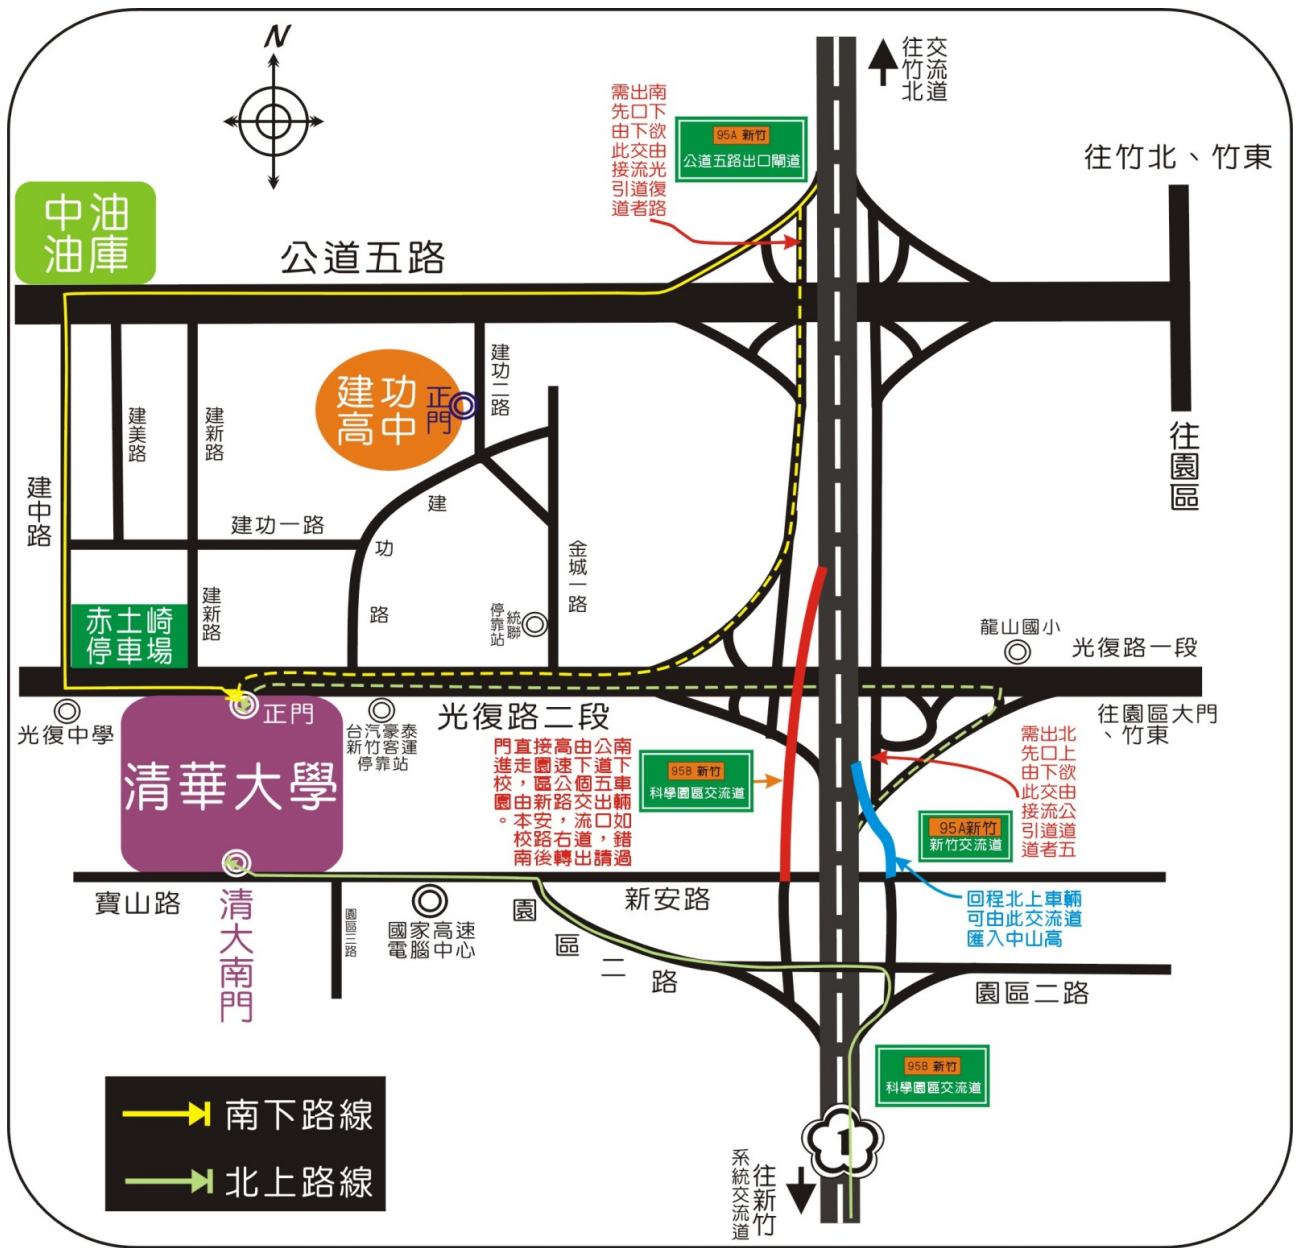 N
往竹北
交流道
南下欲由光復路
出口下交流道者
需先由此接引道
95A 新竹
公道五路出口閘道
往竹北、竹東
中油
油庫
公道五路
建功
高中
正門
建功二路
建美路
建新路
往園區
建中路
建功一路
建功路
金城一路
赤土崎
停車場
建新路
統聯
停靠站
龍山國小
光復路一段
正門
光復中學
台汽豪泰
新竹客運
停靠站
光復路二段
往園區大門
、竹東
清華大學
南下車輛如錯過
公道五出口，請
由下個交流道出
高速公路，右轉
接園區新安路後
直走，由本校南
門進校園。
95B 新竹
科學園區交流道
北上欲由公道五
出口下交流道者
需先由此接引道
95A新竹
新竹交流道
寶山路
清大南門
園區三路
國家高速
電腦中心
新安路
園區二路
回程北上車輛
可由此交流道
匯入中山高
園區二路
95B 新竹
科學園區交流道
南下路線
北上路線
1
往新竹
系統交流道